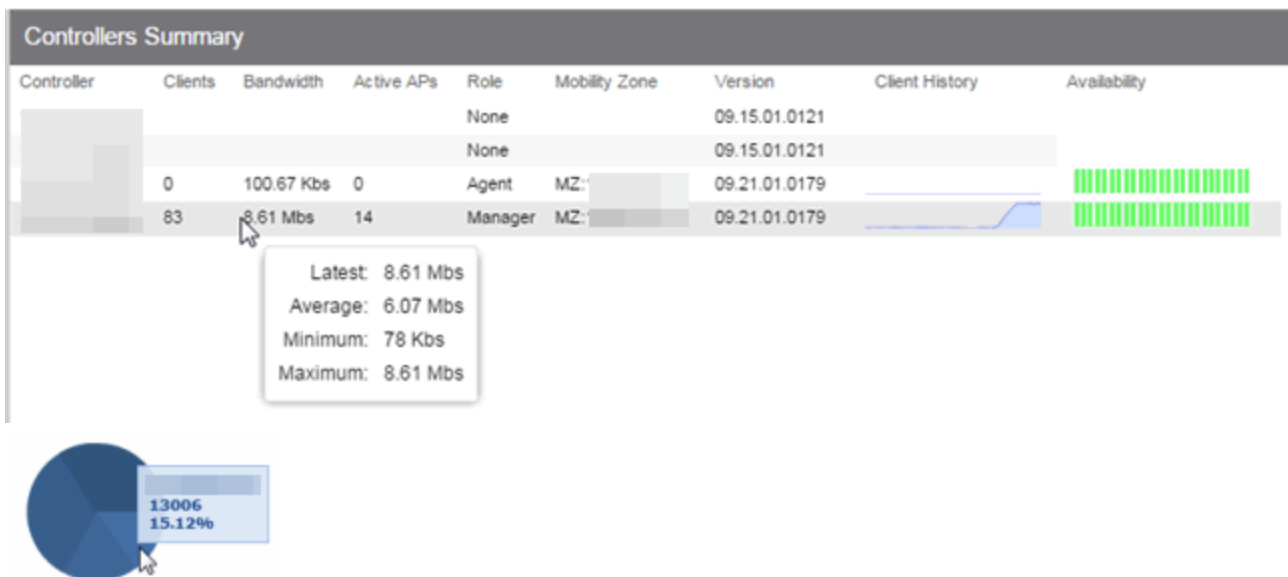 Controllers Summary
Controller Clients Bandwidth Active APs Role Mobility Zone Version Client History Availability
None 09.15.01.0121
None 09.15.01.0121
0 100.67 Kbs 0 Agent MZ: 09.21.01.0179
83 8.61 Mbs 14 Manager MZ: 09.21.01.0179
Latest: 8.61 Mbs
Average: 6.07 Mbs
Minimum: 78 Kbs
Maximum: 8.61 Mbs
13006
15.12%